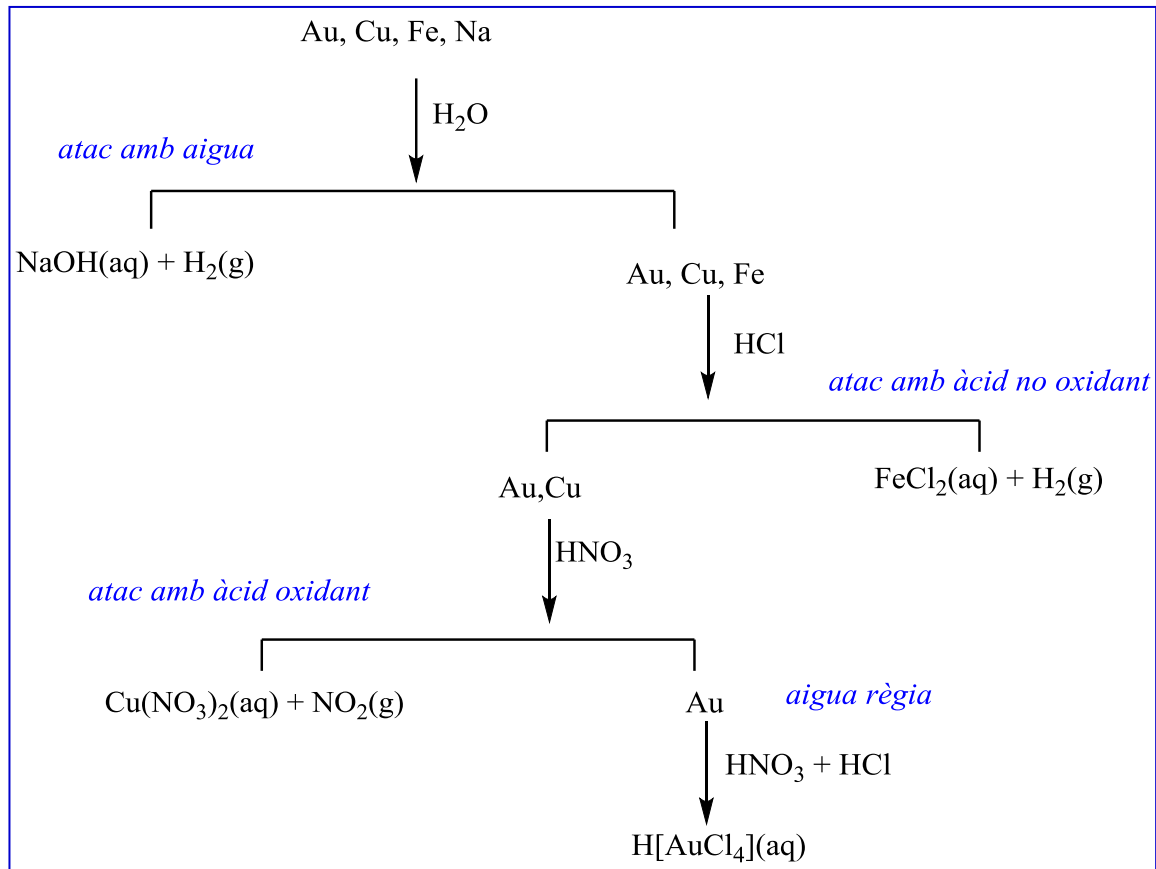 Au, Cu, Fe, Na
H₂O
atac amb aigua
NaOH(aq) + H₂(g)
Au, Cu, Fe
HCl
atac amb àcid no oxidant
Au,Cu
FeCl₂(aq) + H₂(g)
HNO₃
atac amb àcid oxidant
Cu(NO₃)₂(aq) + NO₂(g)
Au
aigua règia
HNO₃ + HCl
H[AuCl₄](aq)